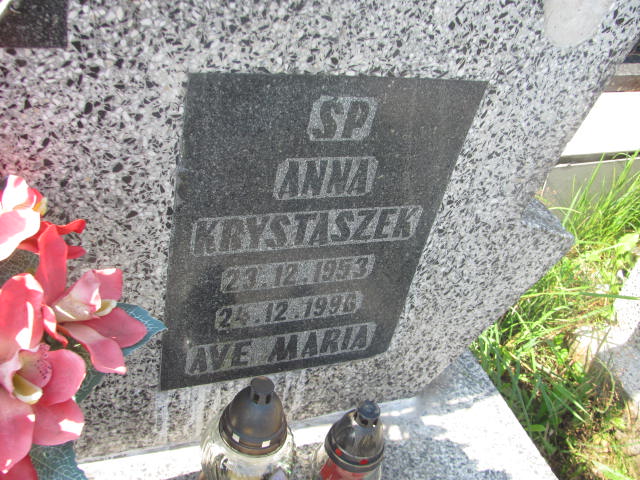 SP
ANNA
KRYSTASZEK
23.12.1953
24.12.1996
AVE MARIA